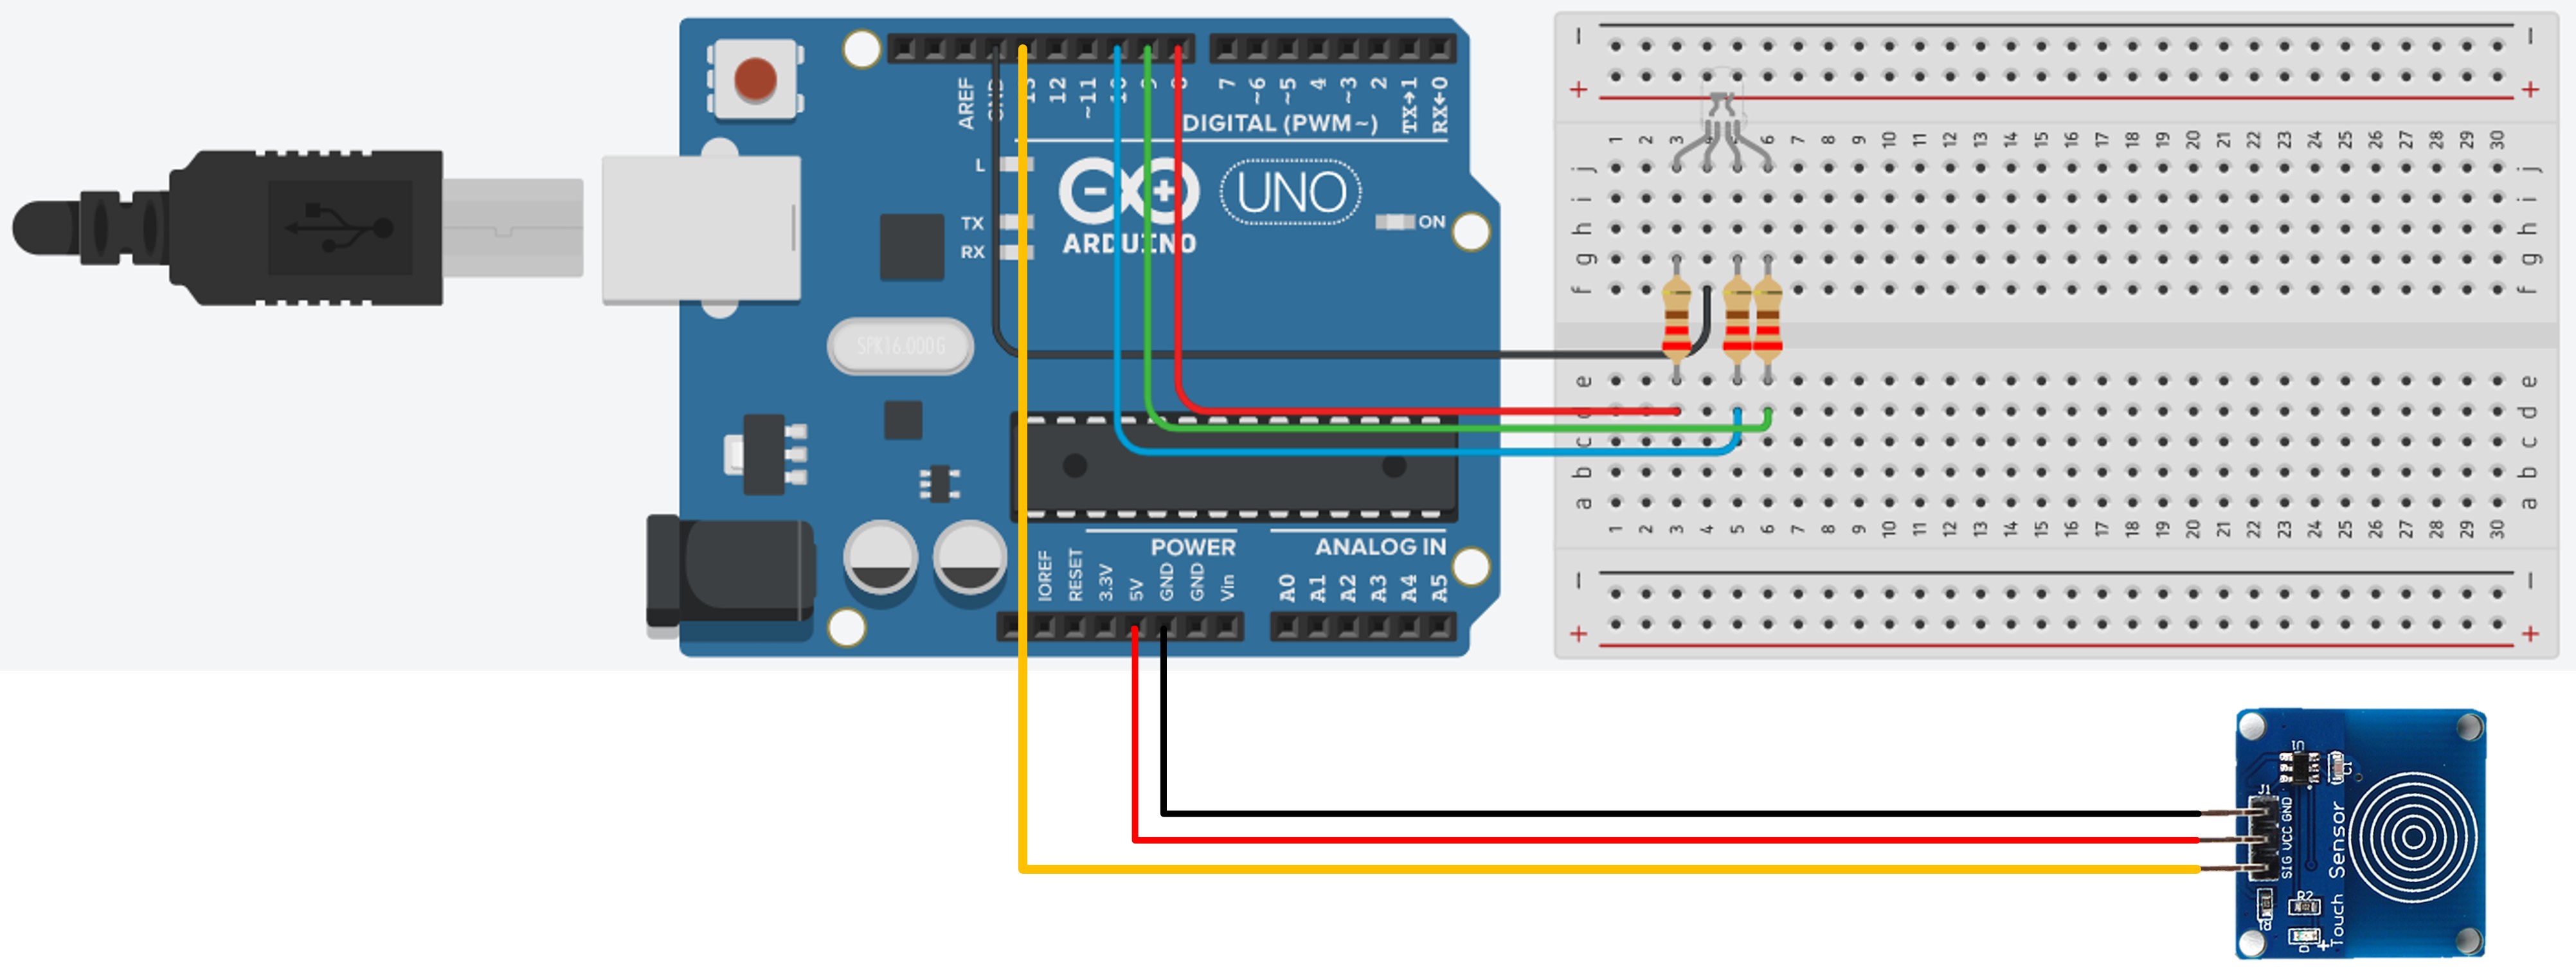 − −
+ +
AREF GND 13 12 ~11 10 9 8 7 ~6 ~5 4 ~3 2 TX→1 RX←0
DIGITAL (PWM~)
1 2 3 4 5 6 7 8 9 10 11 12 13 14 15 16 17 18 19 20 21 22 23 24 25 26 27 28 29 30
L
j j
UNO
i i
TX
ON
h h
ARDUINO
RX
g g
f f
SPK16.000G
e e
d d
c c
b b
a a
1 2 3 4 5 6 7 8 9 10 11 12 13 14 15 16 17 18 19 20 21 22 23 24 25 26 27 28 29 30
POWER
ANALOG IN
IOREF RESET 3.3V 5V GND GND Vin A0 A1 A2 A3 A4 A5
− −
+ +
U1
C1
J1
SIG VCC GND
Touch Sensor
R2
+